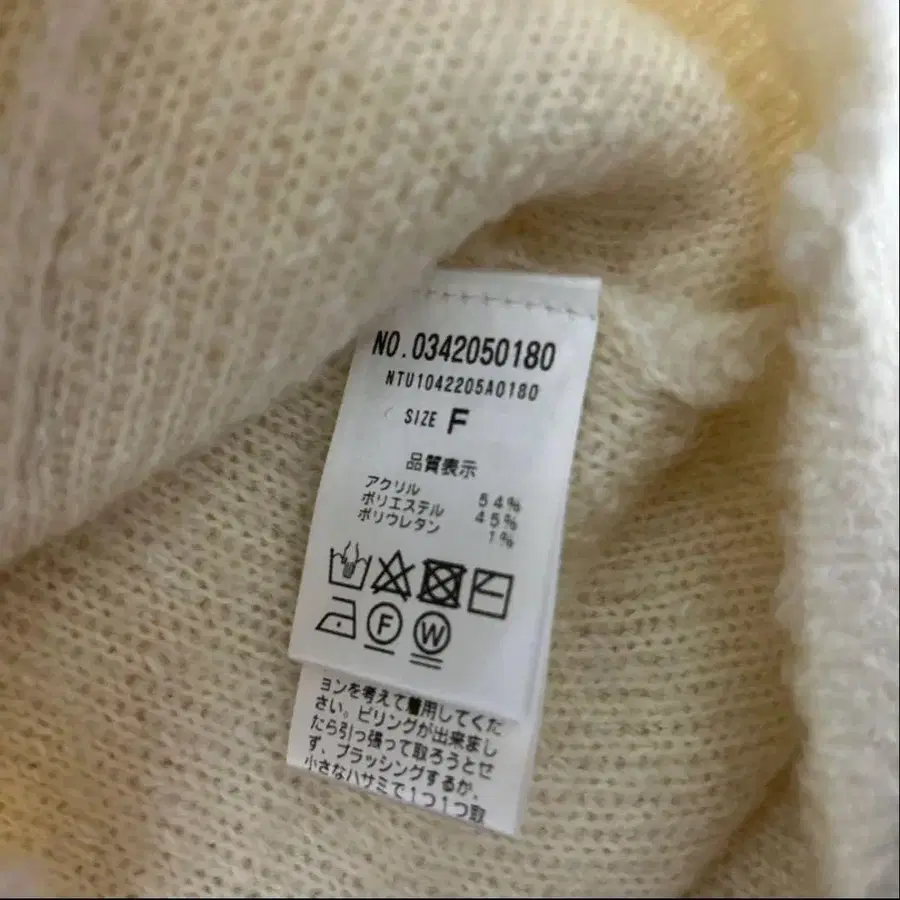 NO.0342050180
NTU1042205A0180
SIZE F
品質表示
アクリル 54%
ポリエステル 45%
ポリウレタン 1%
F W
ョンを考えて着用してくだ
さい。ピリングが出来まし
たら引っ張って取ろうとせ
ず、ブラッシングするか、
小さなハサミで1つ1つ取